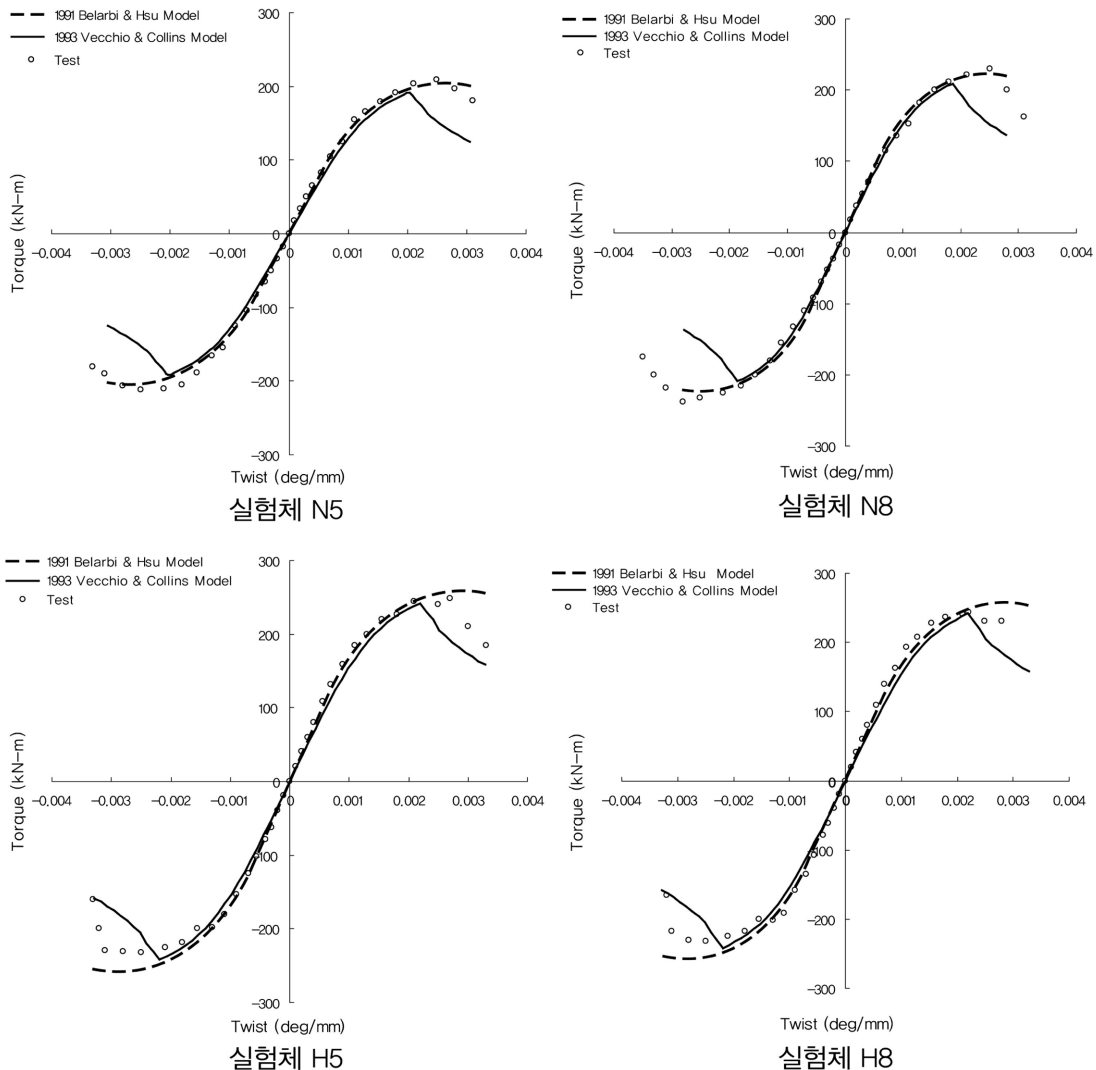 1991 Belarbi & Hsu Model
1993 Vecchio & Collins Model
Test
300
200
100
0
-0.004 -0.003 -0.002 -0.001 0 0.001 0.002 0.003 0.004
-100
-200
-300
Torque (kN-m)
Twist (deg/mm)
실험체 N5
1991 Belarbi & Hsu Model
1993 Vecchio & Collins Model
Test
300
200
100
0
-0.004 -0.003 -0.002 -0.001 0 0.001 0.002 0.003 0.004
-100
-200
-300
Torque (kN-m)
Twist (deg/mm)
실험체 N8
1991 Belarbi & Hsu Model
1993 Vecchio & Collins Model
Test
300
200
100
0
-0.004 -0.003 -0.002 -0.001 0 0.001 0.002 0.003 0.004
-100
-200
-300
Torque (kN-m)
Twist (deg/mm)
실험체 H5
1991 Belarbi & Hsu Model
1993 Vecchio & Collins Model
Test
300
200
100
0
-0.004 -0.003 -0.002 -0.001 0 0.001 0.002 0.003 0.004
-100
-200
-300
Torque (kN-m)
Twist (deg/mm)
실험체 H8